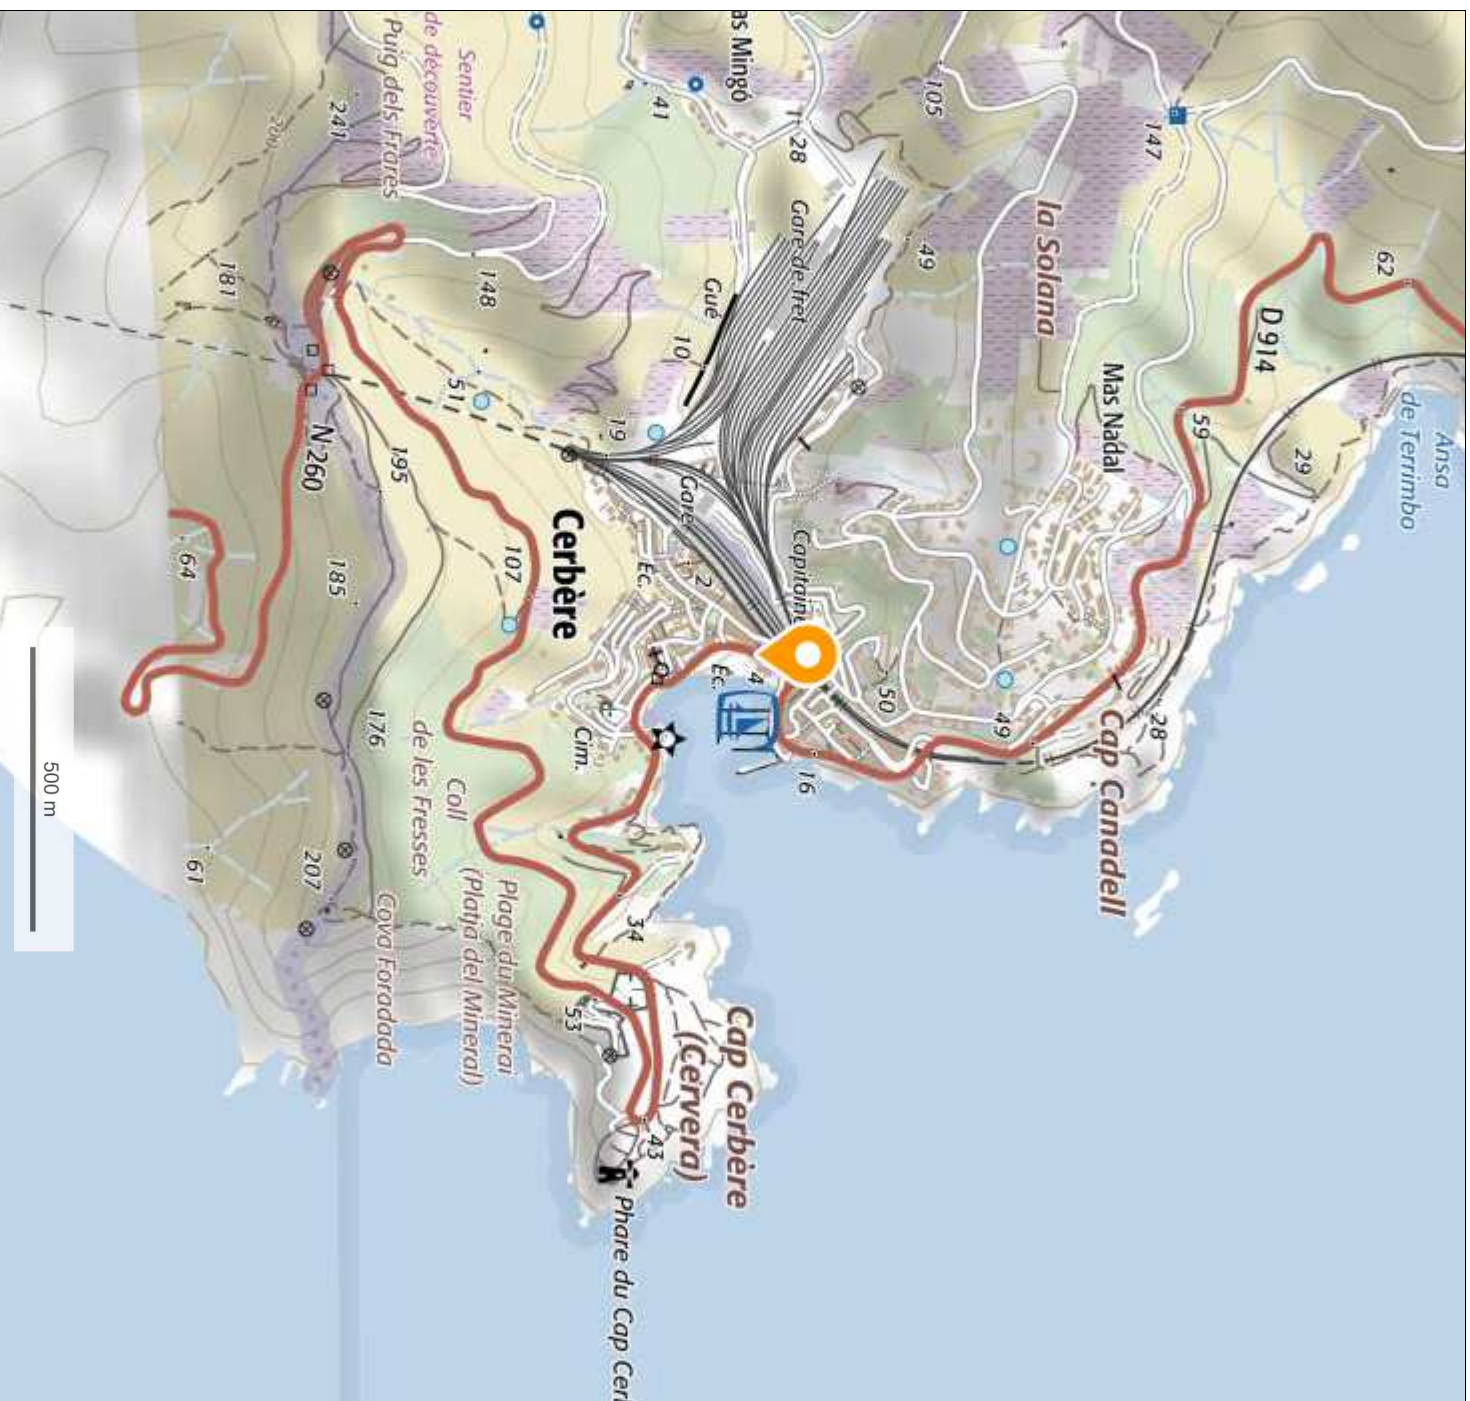 Ansa
de Terrimbo
62
D 914
59
29
147
Mas Nadal
Cap Canadell
28
la Solana
105
49
49
50
Capitaine
Gare de fret
28
16
as Mingó
Gué
10
Gare
2
4
Éc.
Éc.
41
19
Cerbère
Cim.
34
Cap Cerbère
(Cervera)
43
Phare du Cap Cer
53
107
51
148
Sentier
de découverte
Puig dels Frares
241
200
181
N 260
195
185
64
176
Coll
de les Fresses
Plage du Minerai
(Platja del Mineral)
Cova Foradada
207
61
500 m